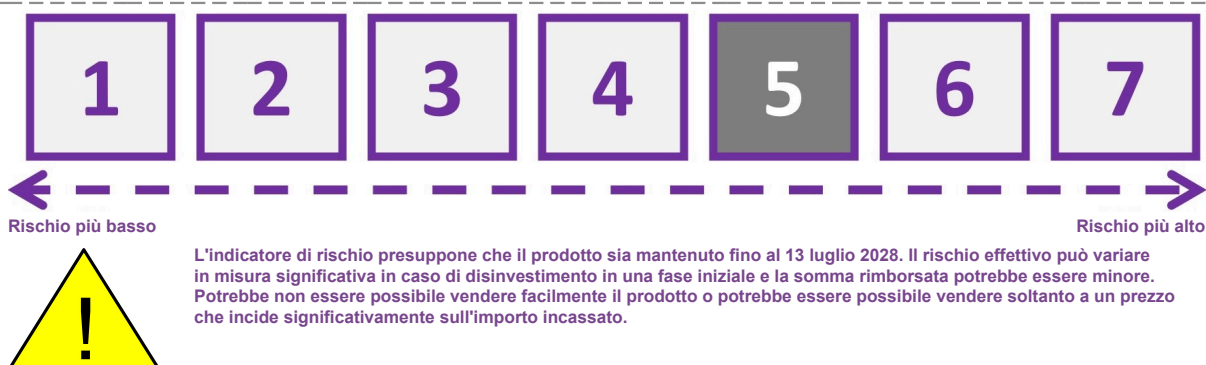 1 2 3 4 5 6 7
Rischio più basso Rischio più alto
L'indicatore di rischio presuppone che il prodotto sia mantenuto fino al 13 luglio 2028. Il rischio effettivo può variare
in misura significativa in caso di disinvestimento in una fase iniziale e la somma rimborsata potrebbe essere minore.
Potrebbe non essere possibile vendere facilmente il prodotto o potrebbe essere possibile vendere soltanto a un prezzo
che incide significativamente sull'importo incassato.
!